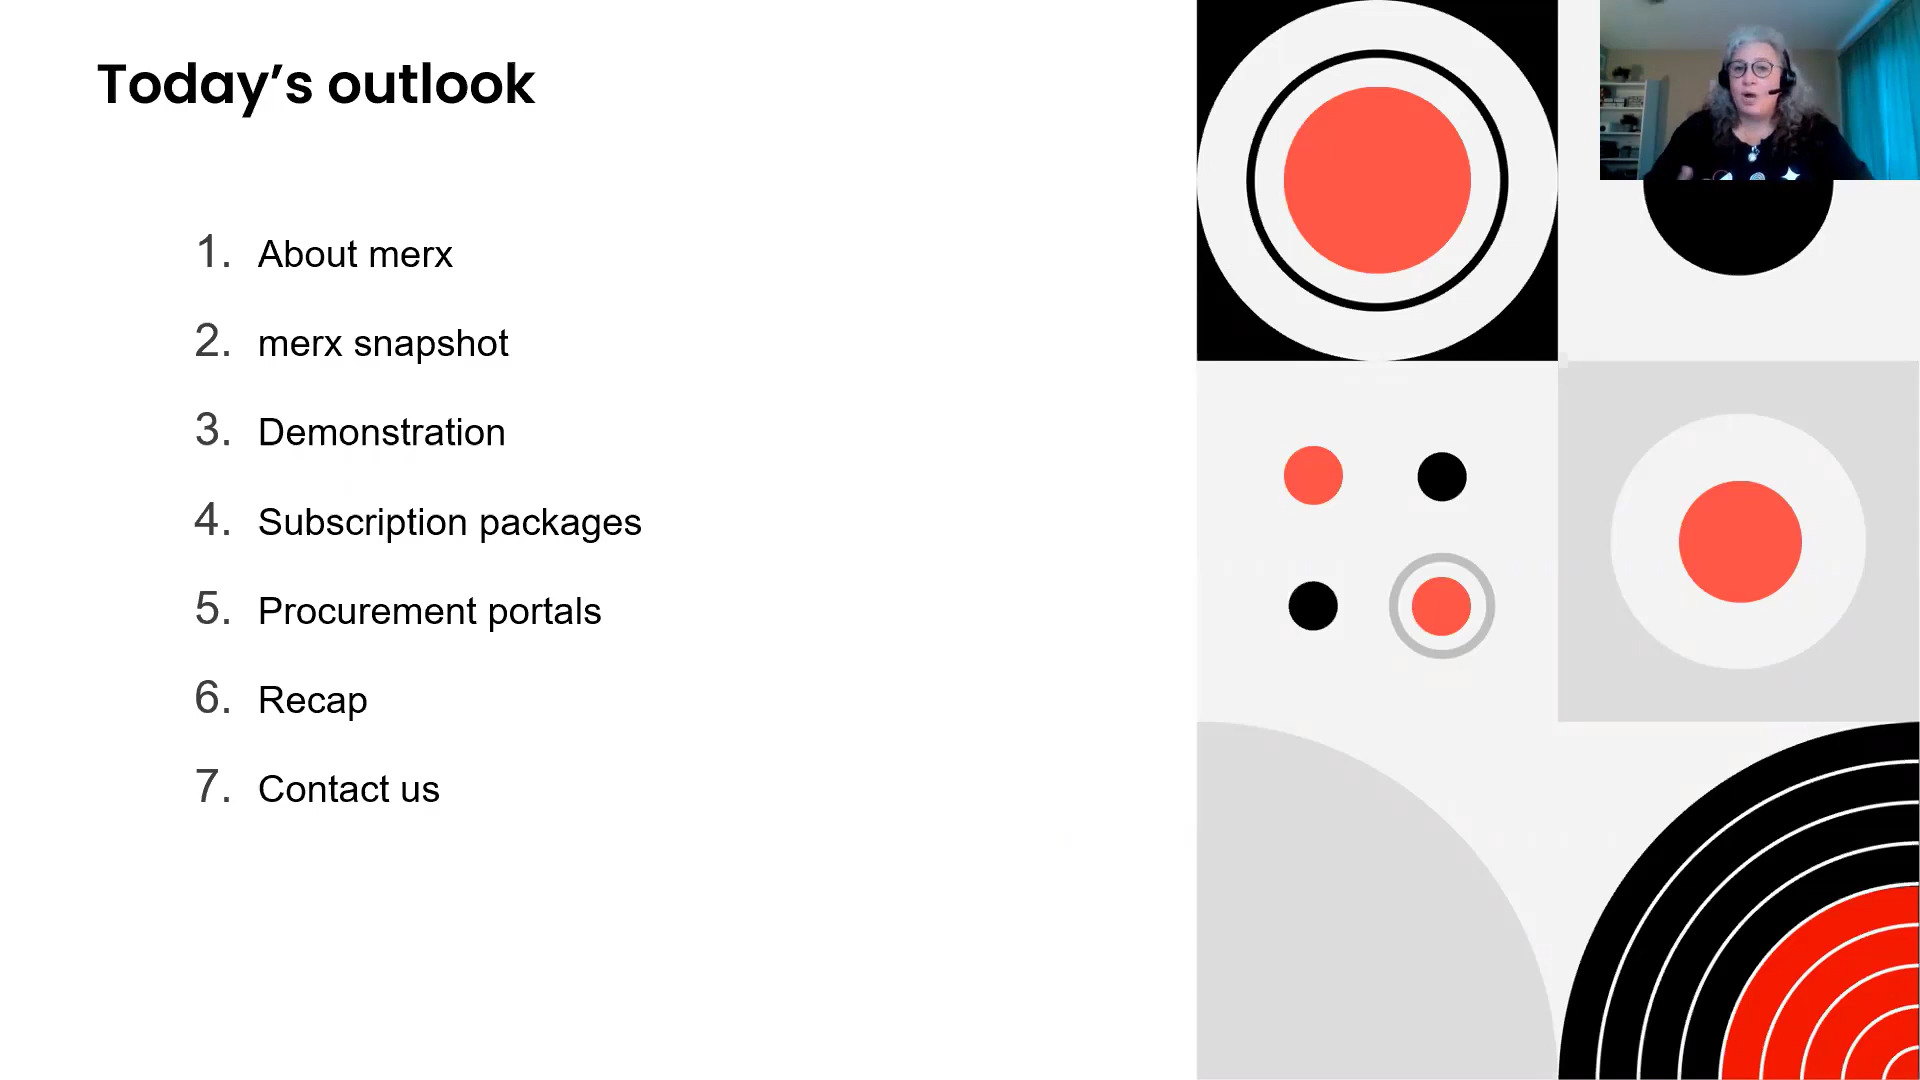 Today’s outlook
1. About merx
2. merx snapshot
3. Demonstration
4. Subscription packages
5. Procurement portals
6. Recap
7. Contact us